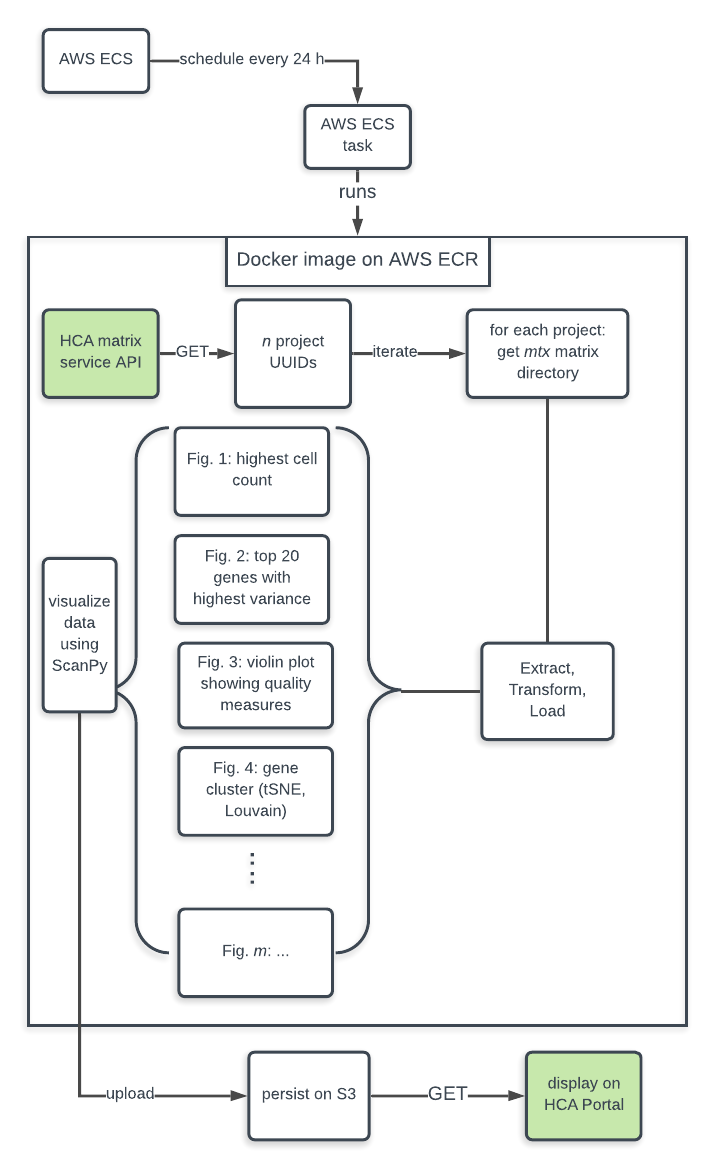 AWS ECS
schedule every 24 h
AWS ECS
task
runs
Docker image on AWS ECR
HCA matrix
service API
GET
n project
UUIDs
iterate
for each project:
get mtx matrix
directory
Fig. 1: highest cell
count
Fig. 2: top 20
genes with
highest variance
visualize
data
using
ScanPy
Fig. 3: violin plot
showing quality
measures
Extract,
Transform,
Load
Fig. 4: gene
cluster (tSNE,
Louvain)
Fig. m: ...
upload
persist on S3
GET
display on
HCA Portal